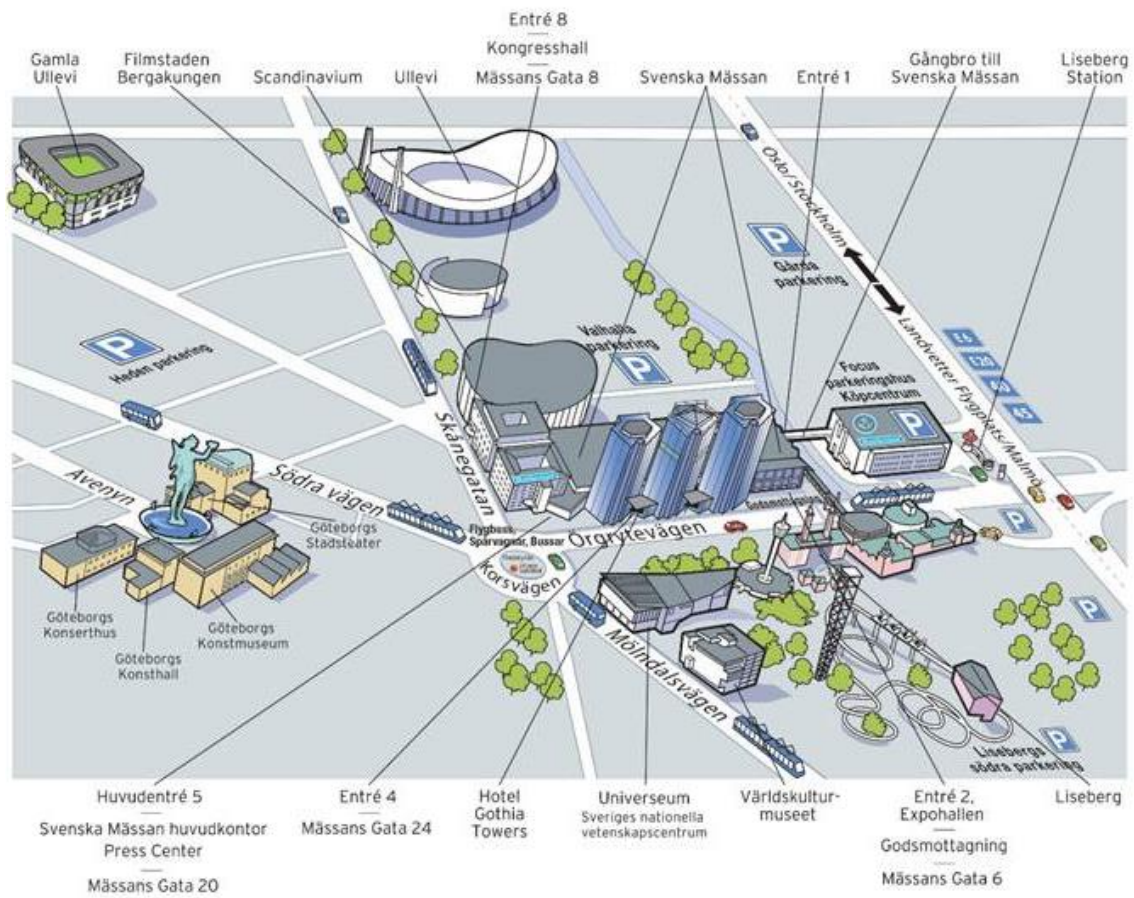 Entré 8
Kongresshall
Mässans Gata 8
Gamla
Ullevi
Filmstaden
Bergakungen
Scandinavium
Ullevi
Svenska Mässan
Entré 1
Gångbro till
Svenska Mässan
Liseberg
Station
Oslo/Stockholm
P
Gårda
parkering
Landvetter Flygplats/Malmö
E6
E20
40
45
P
Heden parkering
Valhalla
parkering
P
Focus
parkeringshus
Köpcentrum
P
Skånegatan
Avenyn
Södra vägen
Göteborgs
Stadsteater
Flygbuss,
Spårvagnar, Bussar
Örgrytevägen
Korsvägen
P
Göteborgs
Konserthus
Göteborgs
Konsthall
Göteborgs
Konstmuseum
Mölndalsvägen
P
Lisebergs
södra parkering
P
Huvudentré 5
Svenska Mässan huvudkontor
Press Center
Mässans Gata 20
Entré 4
Mässans Gata 24
Hotel
Gothia
Towers
Universeum
Sveriges nationella
vetenskapscentrum
Världskultur-
museet
Entré 2,
Expohallen
Godsmottagning
Mässans Gata 6
Liseberg